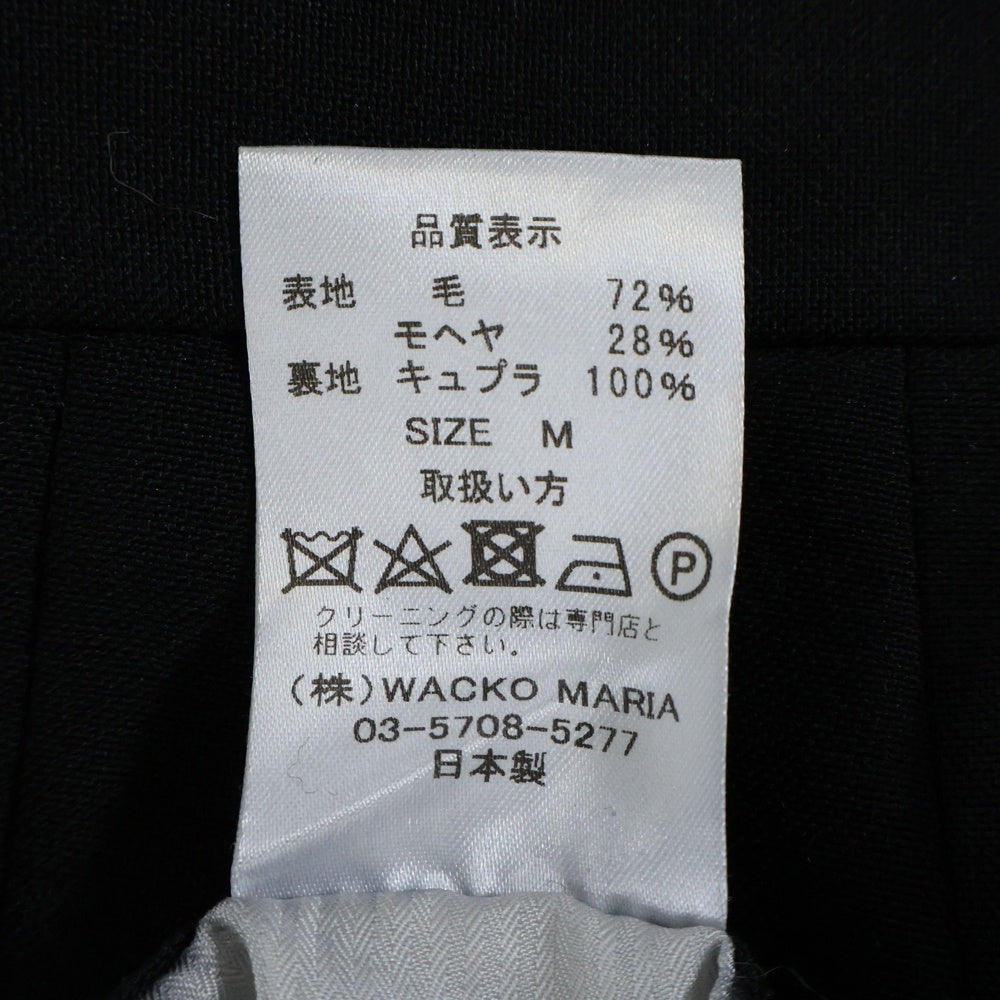 品質表示
表地 毛 72%
モヘヤ 28%
裏地 キュプラ 100%
SIZE M
取扱い方
P
クリーニングの際は専門店と
相談して下さい。
(株)WACKO MARIA
03-5708-5277
日本製